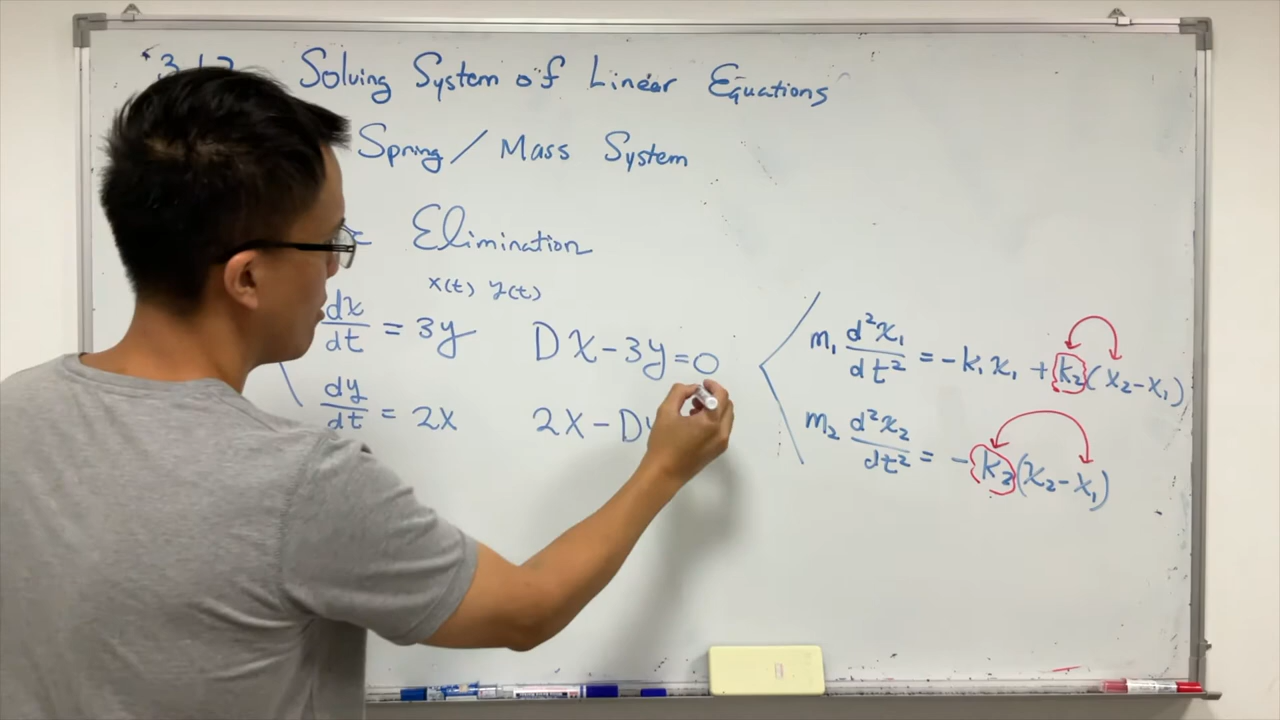 3.12 Solving System of Linear Equations
Spring / Mass System
Elimination
x(t) y(t)
dx/dt = 3y
Dx - 3y = 0
dy/dt = 2x
2x - Dy
m₁ d²x₁/dt² = -k₁x₁ + k₂(x₂ - x₁)
m₂ d²x₂/dt² = -k₂(x₂ - x₁)